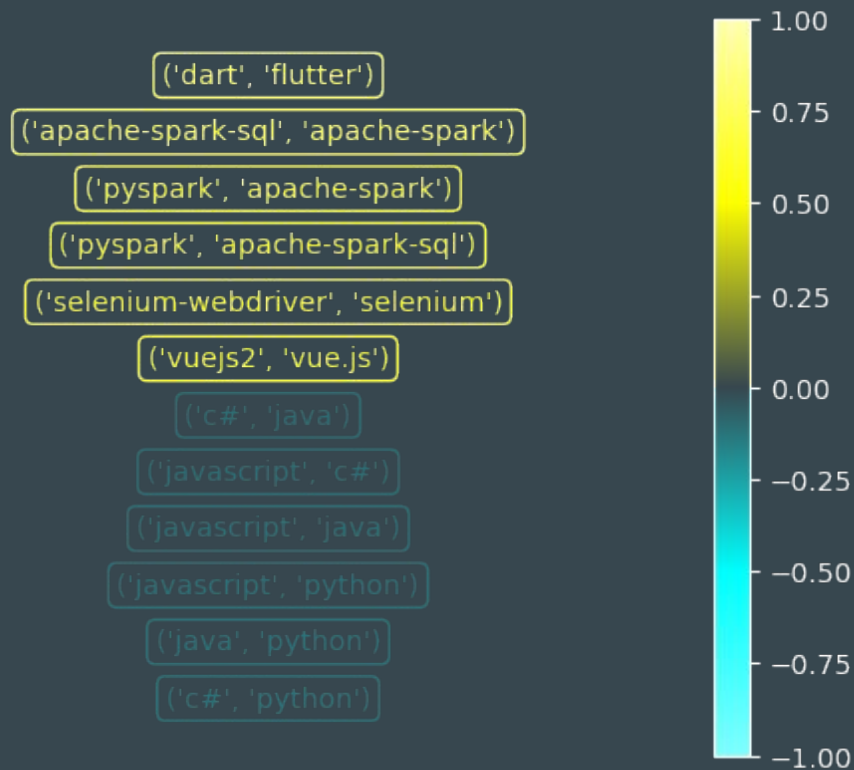 ('dart', 'flutter')
('apache-spark-sql', 'apache-spark')
('pyspark', 'apache-spark')
('pyspark', 'apache-spark-sql')
('selenium-webdriver', 'selenium')
('vuejs2', 'vue.js')
('c#', 'java')
('javascript', 'c#')
('javascript', 'java')
('javascript', 'python')
('java', 'python')
('c#', 'python')
1.00
0.75
0.50
0.25
0.00
−0.25
−0.50
−0.75
−1.00